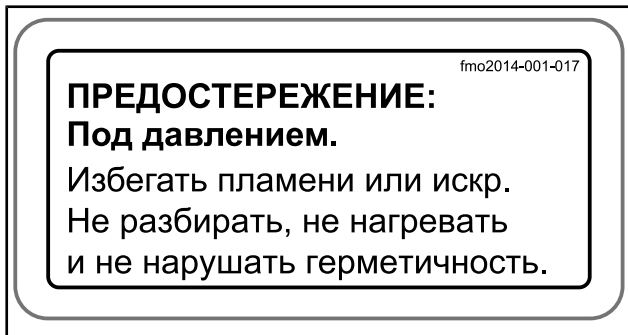 fmo2014-001-017
ПРЕДОСТЕРЕЖЕНИЕ:
Под давлением.
Избегать пламени или искр.
Не разбирать, не нагревать
и не нарушать герметичность.